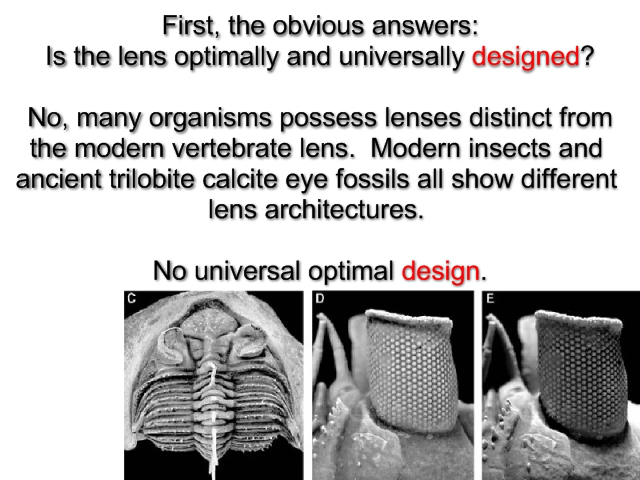 First, the obvious answers:
Is the lens optimally and universally designed?
No, many organisms possess lenses distinct from
the modern vertebrate lens. Modern insects and
ancient trilobite calcite eye fossils all show different
lens architectures.
No universal optimal design.
C D E